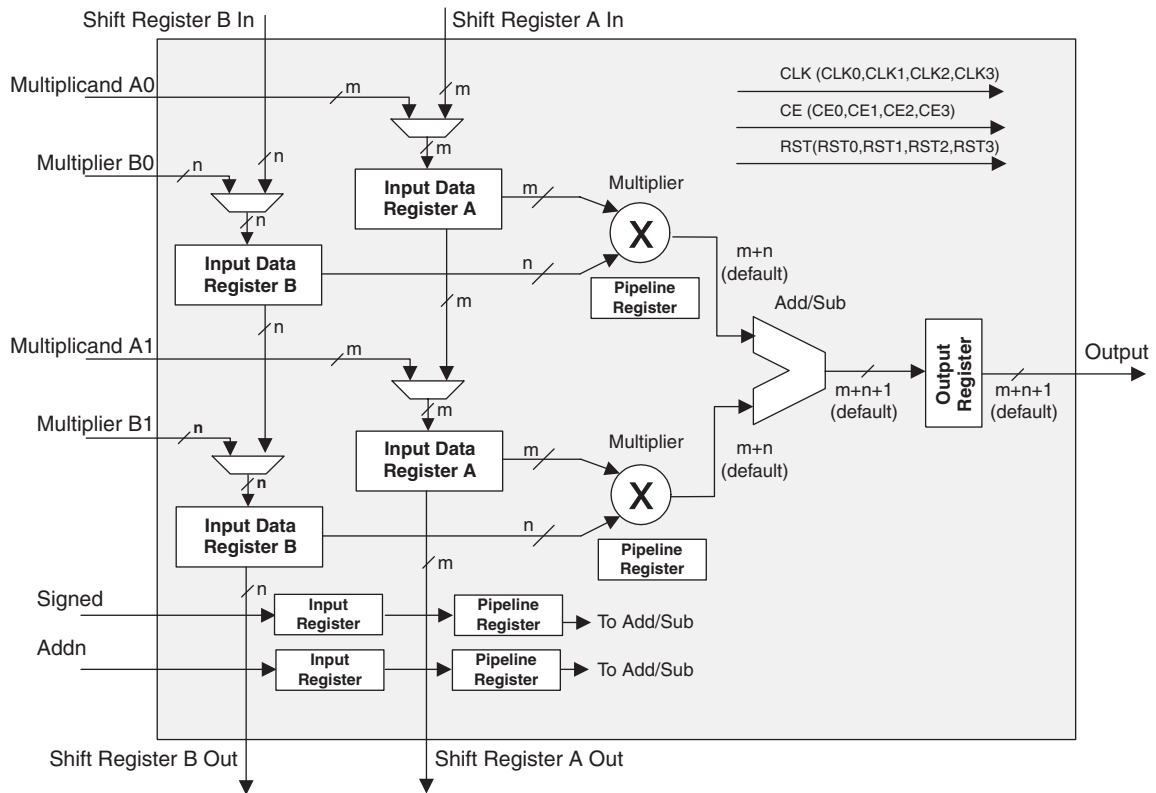 Shift Register B In
Shift Register A In
Multiplicand A0
m
m
CLK (CLK0,CLK1,CLK2,CLK3)
CE (CE0,CE1,CE2,CE3)
RST(RST0,RST1,RST2,RST3)
m
Multiplier B0
n
n
Input Data
Register A
m
Multiplier
X
n
Input Data
Register B
n
m+n
(default)
Pipeline
Register
m
n
Add/Sub
Multiplicand A1
m
Output
Register
Output
m+n+1
(default)
m+n+1
(default)
m
Multiplier B1
n
Input Data
Register A
m
Multiplier
X
m+n
(default)
n
Input Data
Register B
n
Pipeline
Register
m
n
Signed
Input
Register
Pipeline
Register
To Add/Sub
Addn
Input
Register
Pipeline
Register
To Add/Sub
Shift Register B Out
Shift Register A Out